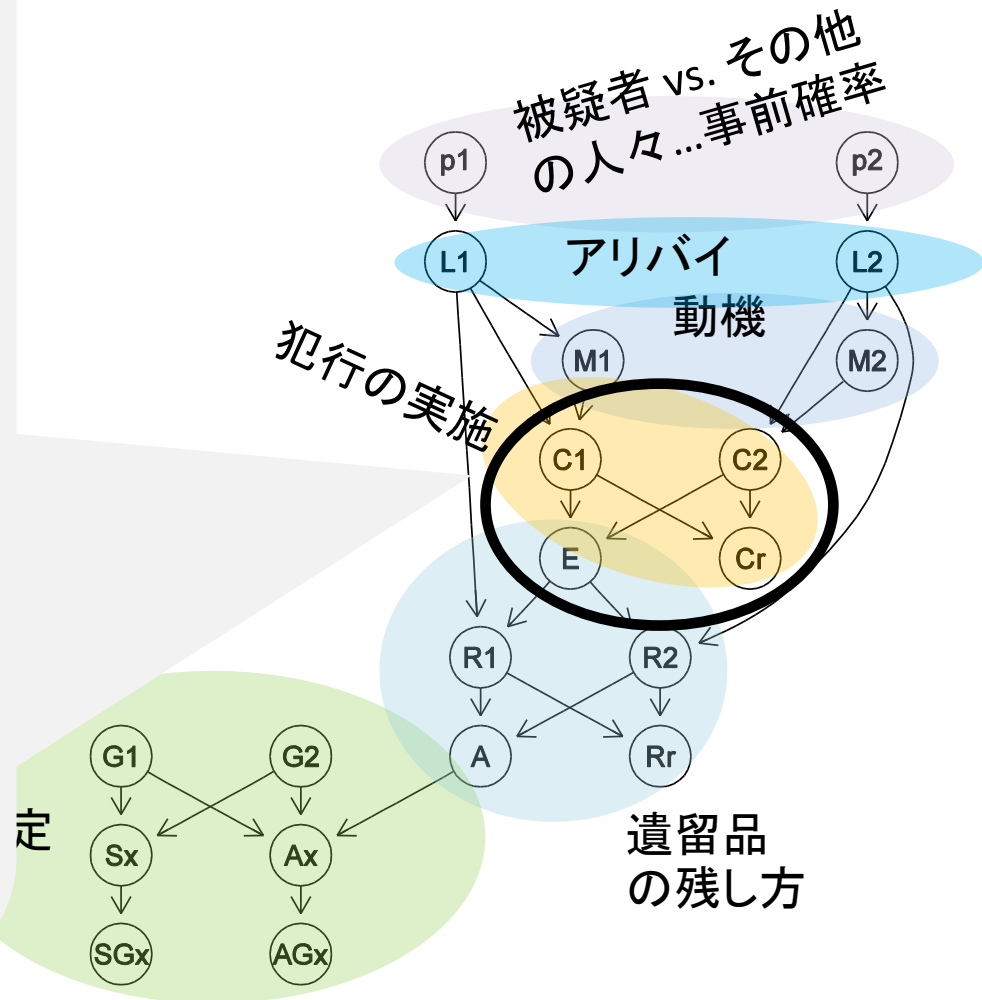 被疑者 vs. その他
の人々…事前確率
p1
p2
L1
アリバイ
L2
動機
M1
M2
犯行の実施
C1
C2
E
Cr
R1
R2
G1
G2
A
Rr
定
Sx
Ax
遺留品
の残し方
SGx
AGx